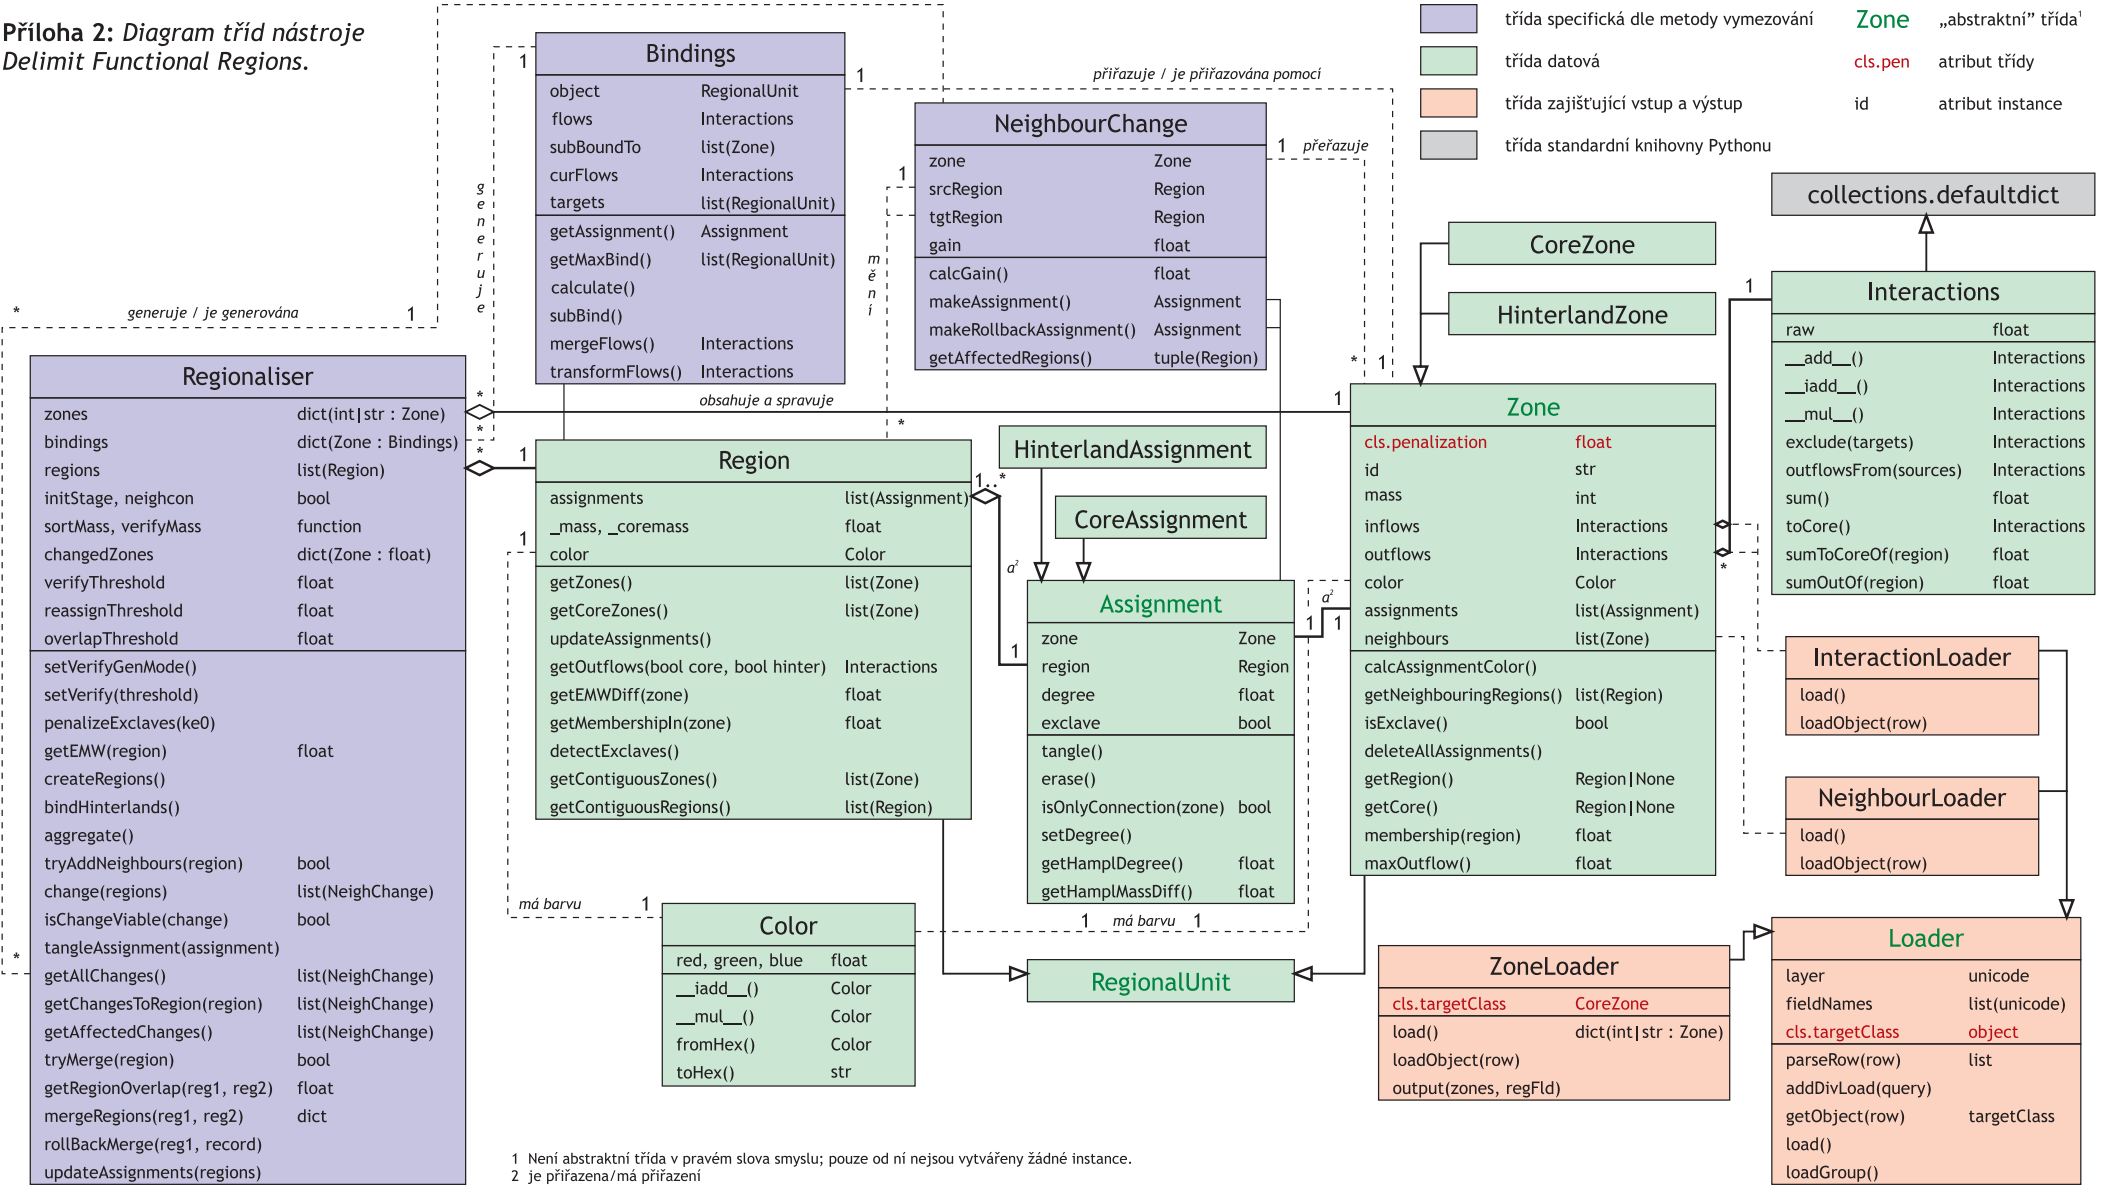 Příloha 2: Diagram tříd nástroje
Delimit Functional Regions.
třída specifická dle metody vymezování
Zone „abstraktní” třída¹
třída datová
cls.pen atribut třídy
třída zajišťující vstup a výstup
id atribut instance
třída standardní knihovny Pythonu
Bindings
object RegionalUnit
flows Interactions
subBoundTo list(Zone)
curFlows Interactions
targets list(RegionalUnit)
getAssignment() Assignment
getMaxBind() list(RegionalUnit)
calculate()
subBind()
mergeFlows() Interactions
transformFlows() Interactions
1
1
přiřazuje / je přiřazována pomocí
generuje
NeighbourChange
zone Zone
srcRegion Region
tgtRegion Region
gain float
calcGain() float
makeAssignment() Assignment
makeRollbackAssignment() Assignment
getAffectedRegions() tuple(Region)
1 přeřazuje
1
mění
*
* 1
* generuje / je generována 1
Regionaliser
zones dict(int|str : Zone)
bindings dict(Zone : Bindings)
regions list(Region)
initStage, neighcon bool
sortMass, verifyMass function
changedZones dict(Zone : float)
verifyThreshold float
reassignThreshold float
overlapThreshold float
setVerifyGenMode()
setVerify(threshold)
penalizeExclaves(ke0)
getEMW(region) float
createRegions()
bindHinterlands()
aggregate()
tryAddNeighbours(region) bool
change(regions) list(NeighChange)
isChangeViable(change) bool
tangleAssignment(assignment)
getAllChanges() list(NeighChange)
getChangesToRegion(region) list(NeighChange)
getAffectedChanges() list(NeighChange)
tryMerge(region) bool
getRegionOverlap(reg1, reg2) float
mergeRegions(reg1, reg2) dict
rollBackMerge(reg1, record)
updateAssignments(regions)
*
* obsahuje a spravuje 1
*
* 1
Region
assignments list(Assignment)
_mass, _coremass float
color Color
getZones() list(Zone)
getCoreZones() list(Zone)
updateAssignments()
getOutflows(bool core, bool hinter) Interactions
getEMWDiff(zone) float
getMembershipIn(zone) float
detectExclaves()
getContiguousZones() list(Zone)
getContiguousRegions() list(Region)
1
1..*
a²
1
HinterlandAssignment
CoreAssignment
Assignment
zone Zone
region Region
degree float
exclave bool
tangle()
erase()
isOnlyConnection(zone) bool
setDegree()
getHamplDegree() float
getHamplMassDiff() float
1 a² 1
CoreZone
HinterlandZone
Zone
cls.penalization float
id str
mass int
inflows Interactions
outflows Interactions
color Color
assignments list(Assignment)
neighbours list(Zone)
calcAssignmentColor()
getNeighbouringRegions() list(Region)
isExclave() bool
deleteAllAssignments()
getRegion() Region|None
getCore() Region|None
membership(region) float
maxOutflow() float
collections.defaultdict
1
*
Interactions
raw float
__add__() Interactions
__iadd__() Interactions
__mul__() Interactions
exclude(targets) Interactions
outflowsFrom(sources) Interactions
sum() float
toCore() Interactions
sumToCoreOf(region) float
sumOutOf(region) float
InteractionLoader
load()
loadObject(row)
NeighbourLoader
load()
loadObject(row)
má barvu 1
Color
red, green, blue float
__iadd__() Color
__mul__() Color
fromHex() Color
toHex() str
1 má barvu 1
RegionalUnit
ZoneLoader
cls.targetClass CoreZone
load() dict(int|str : Zone)
loadObject(row)
output(zones, regFld)
Loader
layer unicode
fieldNames list(unicode)
cls.targetClass object
parseRow(row) list
addDivLoad(query)
getObject(row) targetClass
load()
loadGroup()
1 Není abstraktní třída v pravém slova smyslu; pouze od ní nejsou vytvářeny žádné instance.
2 je přiřazena/má přiřazení